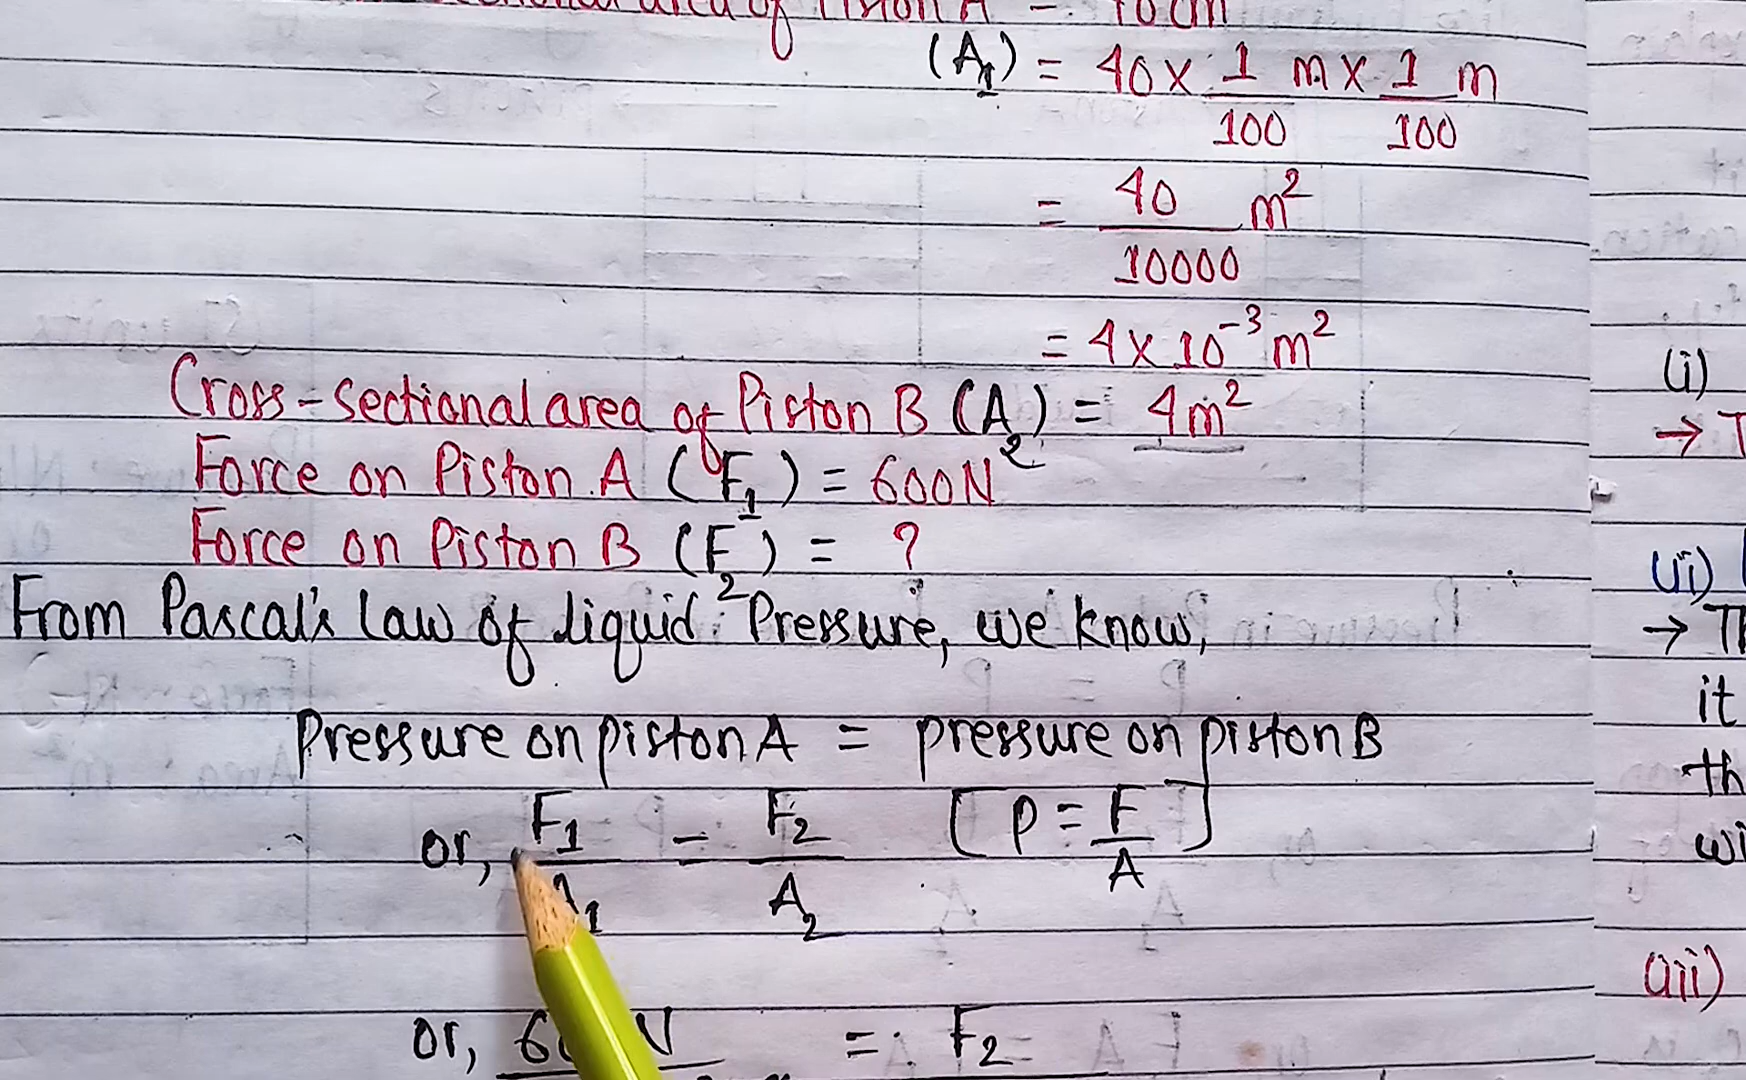 (A₁) = 40 × 1/100 m × 1/100 m
= 40/10000 m²
= 4 × 10⁻³ m²
Cross-sectional area of Piston B (A₂) = 4m²
Force on Piston A (F₁) = 600N
Force on Piston B (F₂) = ?
From Pascal's law of liquid Pressure, we know,
Pressure on piston A = pressure on piston B
or, F₁/A₁ = F₂/A₂ [P = F/A]
or, = F₂
(i)
→
(ii)
→
it
(iii)